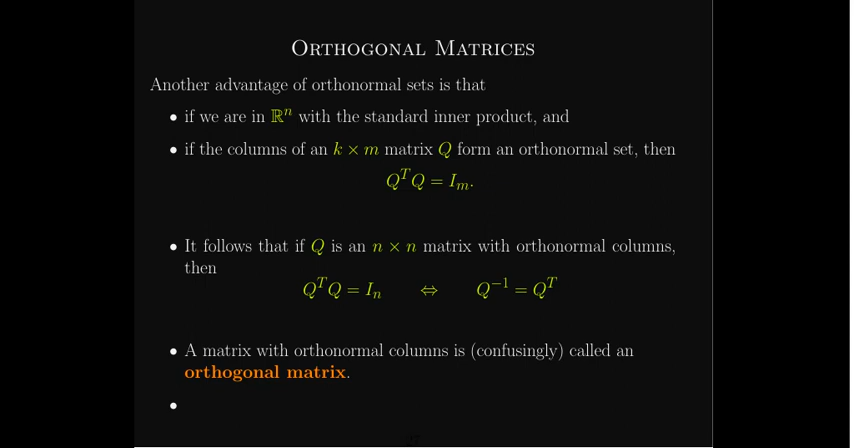 Orthogonal Matrices
Another advantage of orthonormal sets is that
• if we are in ℝⁿ with the standard inner product, and
• if the columns of an k × m matrix Q form an orthonormal set, then
QᵀQ = Iₘ.
• It follows that if Q is an n × n matrix with orthonormal columns,
then
QᵀQ = Iₙ ⇔ Q⁻¹ = Qᵀ
• A matrix with orthonormal columns is (confusingly) called an
orthogonal matrix.
•